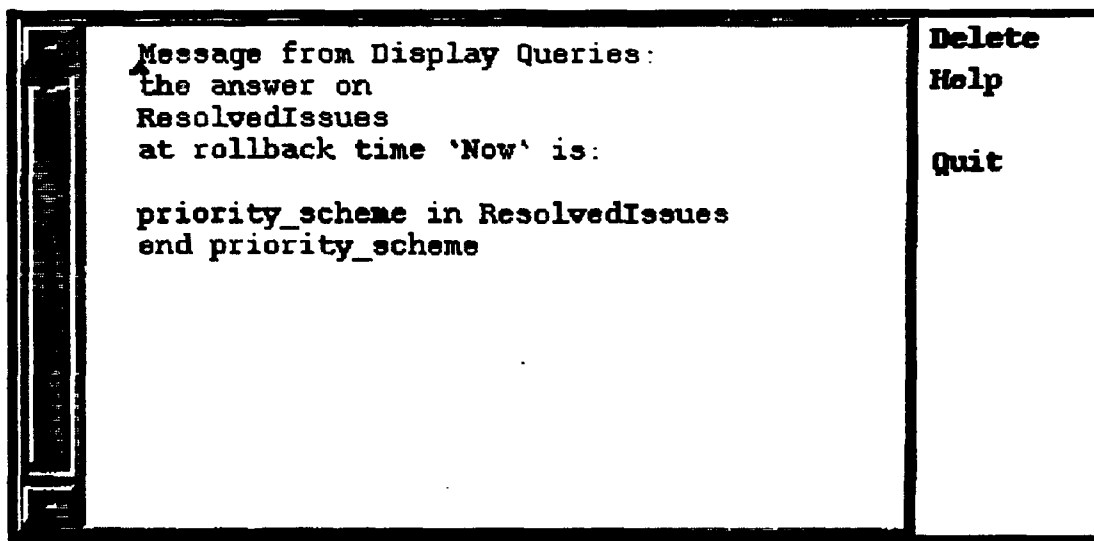 Message from Display Queries:
the answer on
ResolvedIssues
at rollback time `Now` is:
priority_scheme in ResolvedIssues
end priority_scheme
Delete
Help
Quit